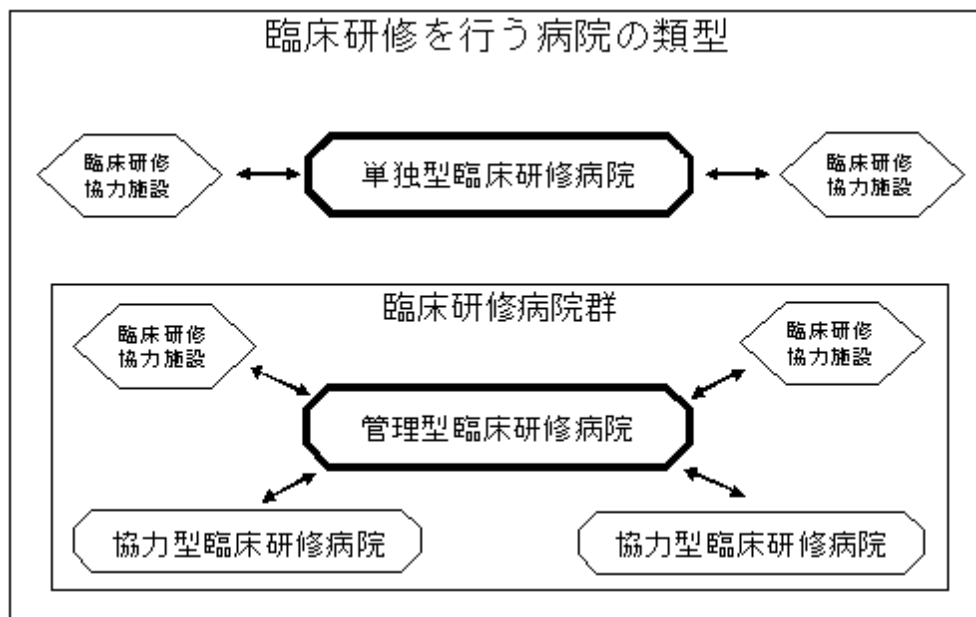 臨床研修を行う病院の類型
臨床研修
協力施設
単独型臨床研修病院
臨床研修
協力施設
臨床研修病院群
臨床研修
協力施設
臨床研修
協力施設
管理型臨床研修病院
協力型臨床研修病院
協力型臨床研修病院